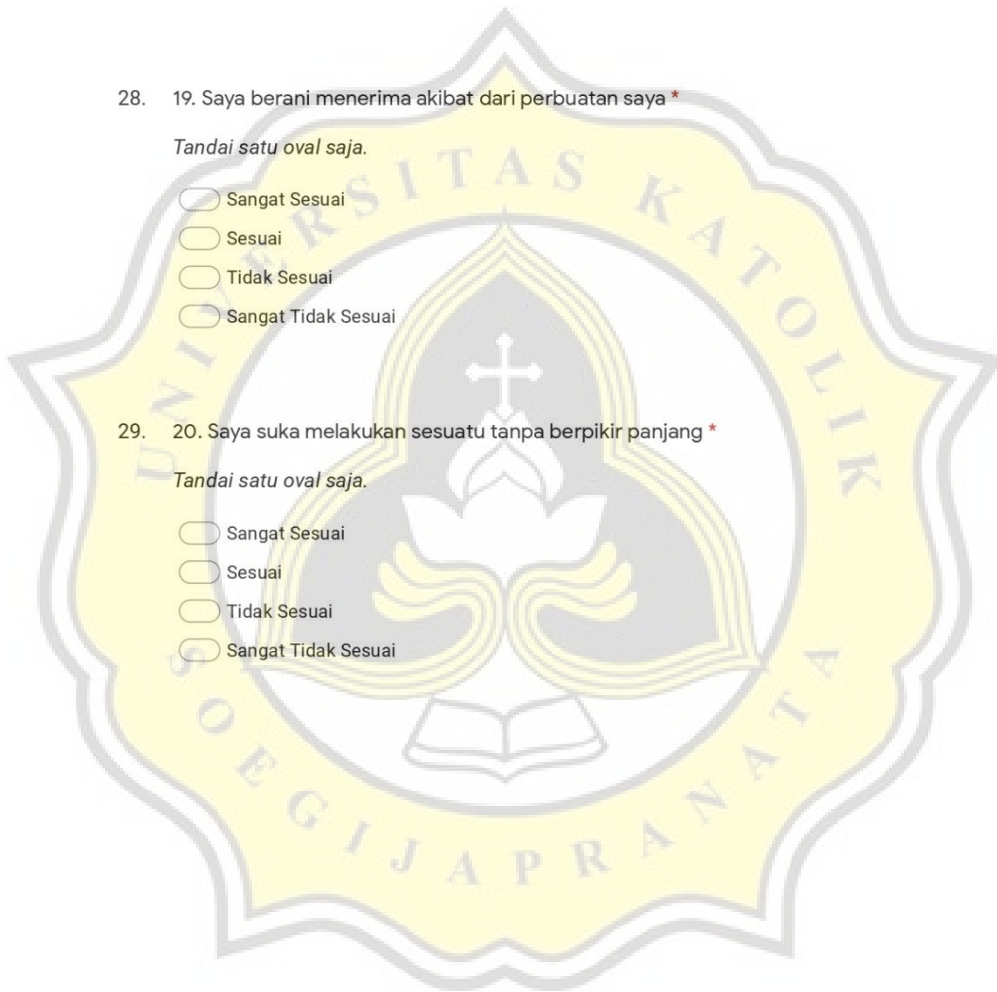 28. 19. Saya berani menerima akibat dari perbuatan saya *
Tandai satu oval saja.
Sangat Sesuai
Sesuai
Tidak Sesuai
Sangat Tidak Sesuai
29. 20. Saya suka melakukan sesuatu tanpa berpikir panjang *
Tandai satu oval saja.
Sangat Sesuai
Sesuai
Tidak Sesuai
Sangat Tidak Sesuai
UNIVERSITAS KATOLIK
SOEGIJAPRANATA